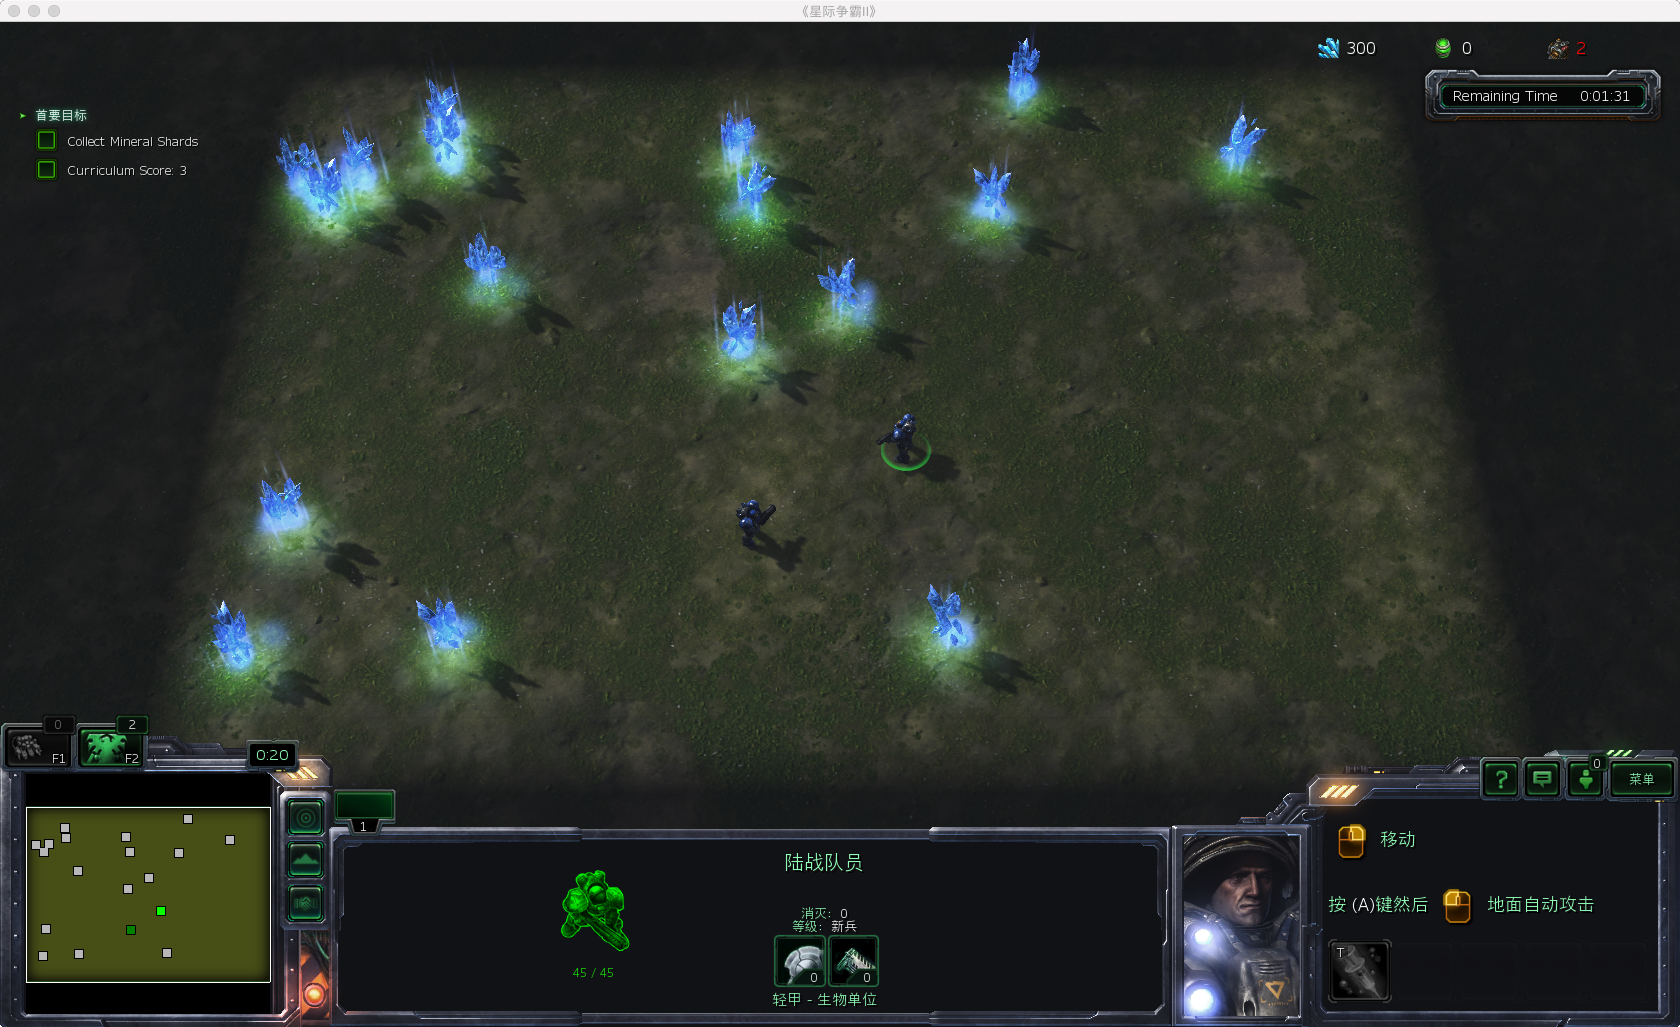 《星际争霸II》
300
0
2
Remaining Time 0:01:31
首要目标
Collect Mineral Shards
Curriculum Score: 3
0
F1
2
F2
0:20
1
陆战队员
消灭: 0
等级: 新兵
0
0
45 / 45
轻甲 - 生物单位
?
0
菜单
移动
按 (A)键然后
地面自动攻击
T